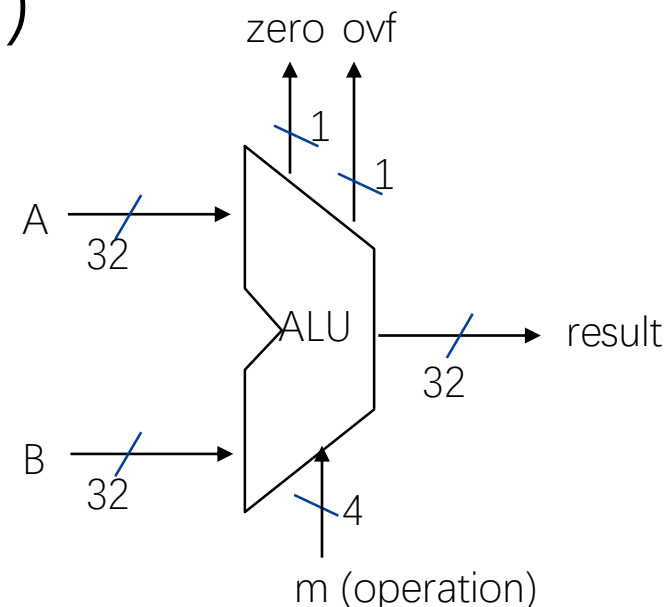 )
zero ovf
1
1
A
32
ALU
result
32
B
32
4
m (operation)